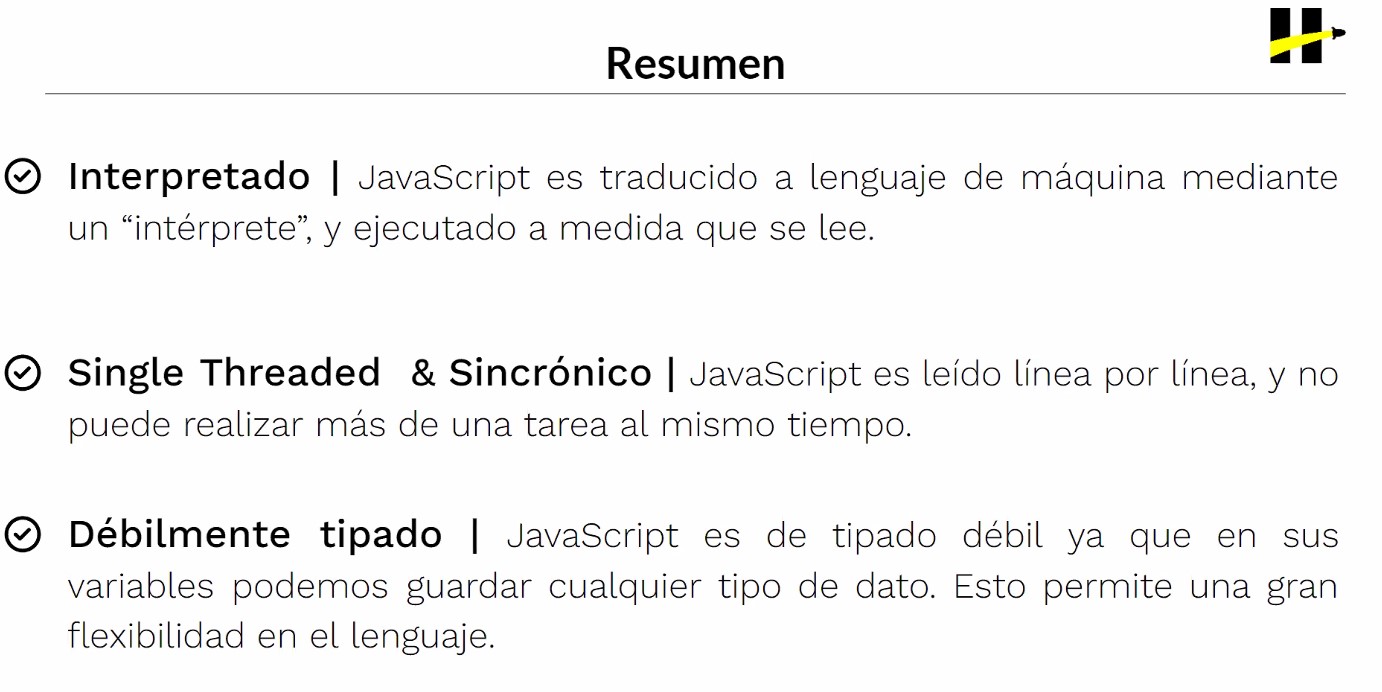 Resumen
Interpretado | JavaScript es traducido a lenguaje de máquina mediante
un “intérprete”, y ejecutado a medida que se lee.
Single Threaded & Sincrónico | JavaScript es leído línea por línea, y no
puede realizar más de una tarea al mismo tiempo.
Débilmente tipado | JavaScript es de tipado débil ya que en sus
variables podemos guardar cualquier tipo de dato. Esto permite una gran
flexibilidad en el lenguaje.